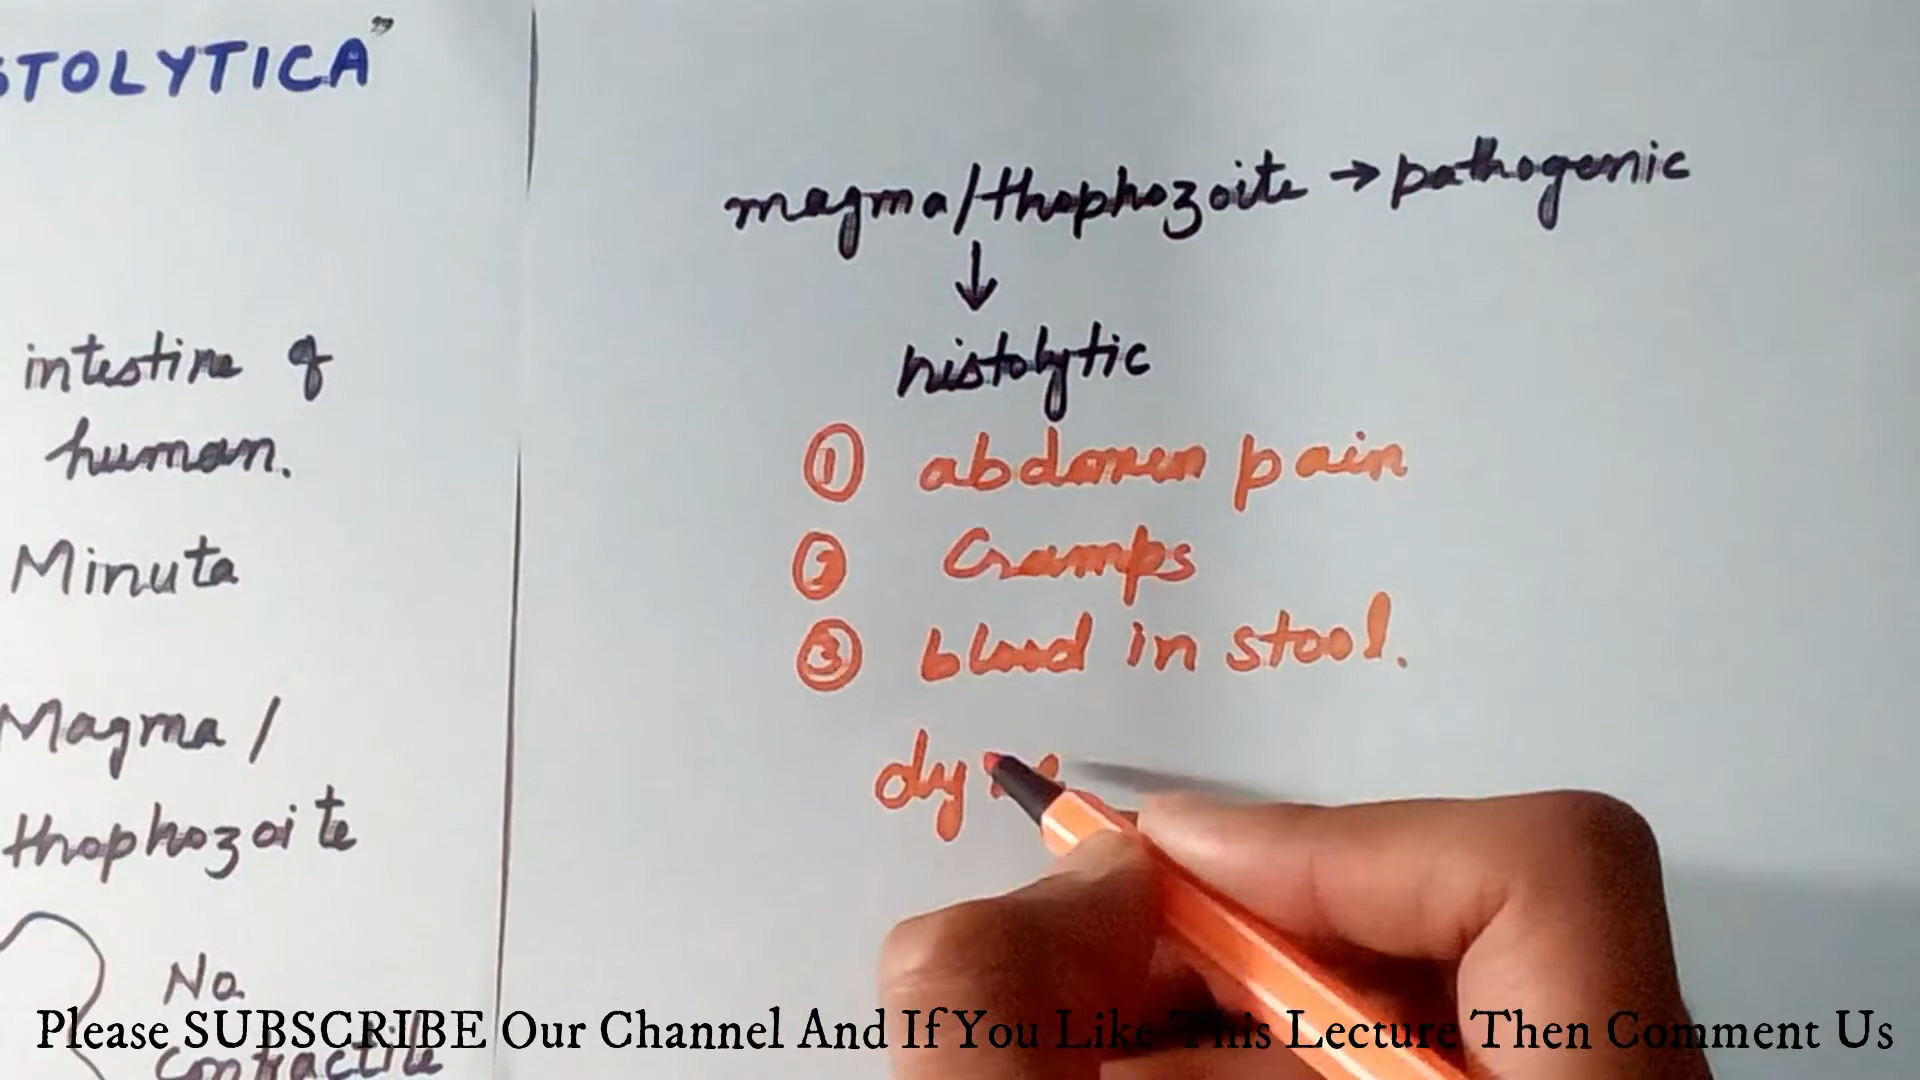 STOLYTICA"
intestine of
human.
Minuta
Magma /
thophozoite
No
contractile
magma/thophozoite → pathogenic
↓
histolytic
① abdomen pain
② Cramps
③ blood in stool.
dy
Please SUBSCRIBE Our Channel And If You Like This Lecture Then Comment Us